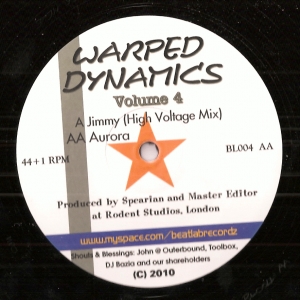 WARPED
DYNAMICS
Volume 4
A Jimmy (High Voltage Mix)
AA Aurora
44+1 RPM
BL004 AA
Produced by Spearian and Master Editor
at Rodent Studios, London
www.myspace.com/beatlabrecordz
Shouts & Blessings: John @ Outerbound, Toolbox,
DJ Bazia and our shareholders
(C) 2010